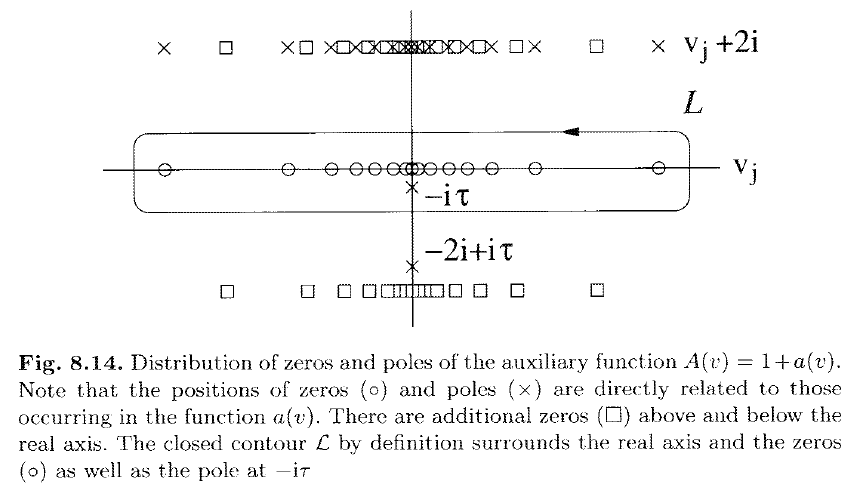 vj +2i
L
vj
−iτ
−2i+iτ
Fig. 8.14. Distribution of zeros and poles of the auxiliary function A(v) = 1+a(v).
Note that the positions of zeros (∘) and poles (×) are directly related to those
occurring in the function a(v). There are additional zeros (□) above and below the
real axis. The closed contour ℒ by definition surrounds the real axis and the zeros
(∘) as well as the pole at −iτ